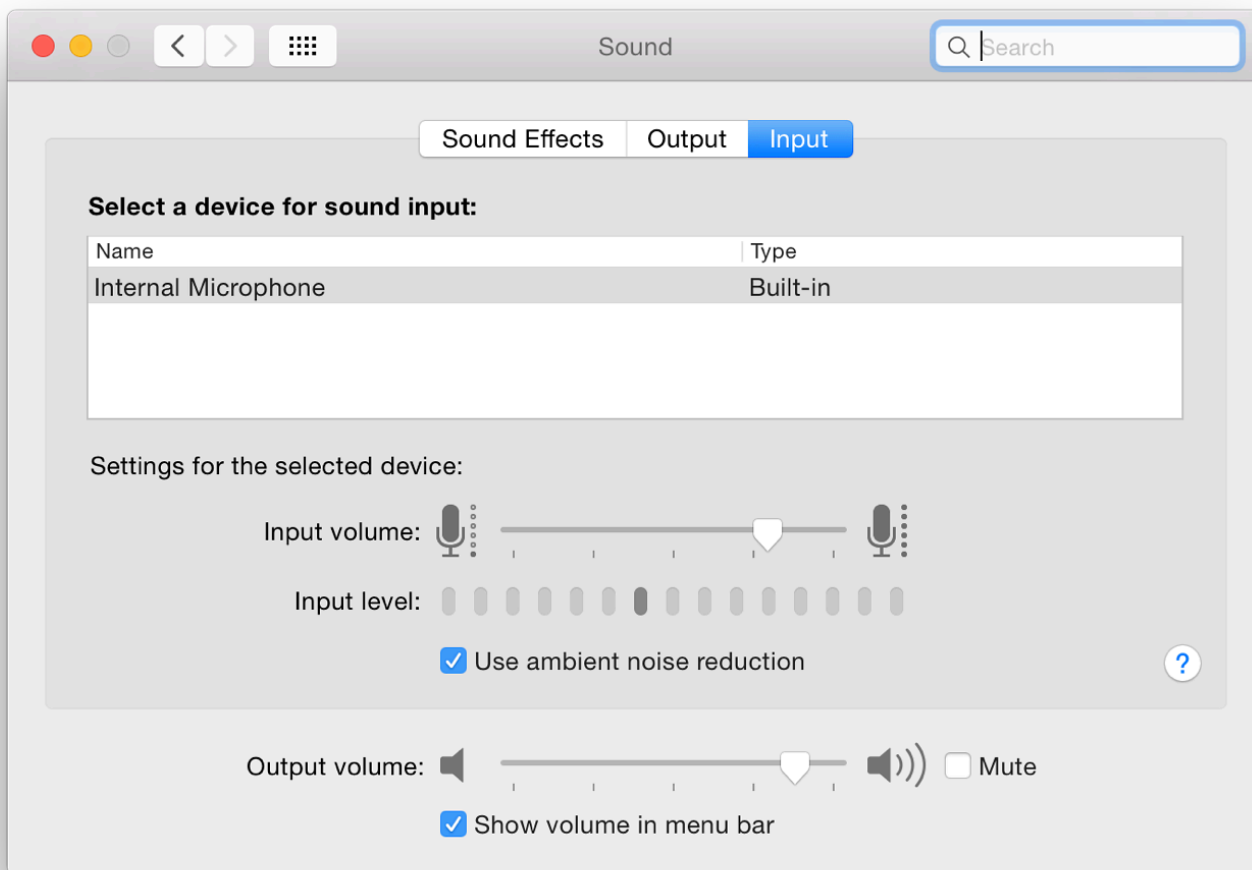 Sound
Search
Sound Effects Output Input
Select a device for sound input:
Name Type
Internal Microphone Built-in
Settings for the selected device:
Input volume:
Input level:
Use ambient noise reduction
?
Output volume: Mute
Show volume in menu bar